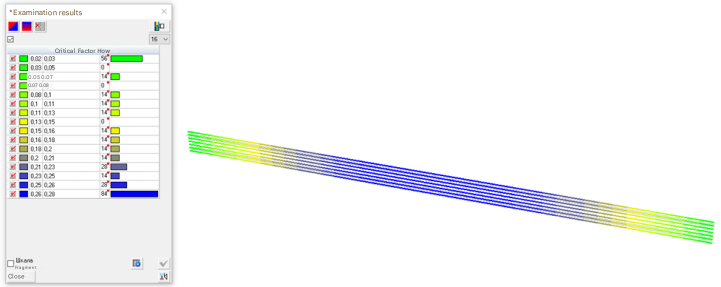 *Examination results
16
Critical Factor How
0,02 0,03 56*
0,03 0,05 0*
0,05 0,07 14*
0,07 0,08 0*
0,08 0,1 14*
0,1 0,11 14*
0,11 0,13 14*
0,13 0,15 0*
0,15 0,16 14*
0,16 0,18 14*
0,18 0,2 14*
0,2 0,21 14*
0,21 0,23 28*
0,23 0,25 14*
0,25 0,26 28*
0,26 0,28 84*
Шкала
fragment
Close